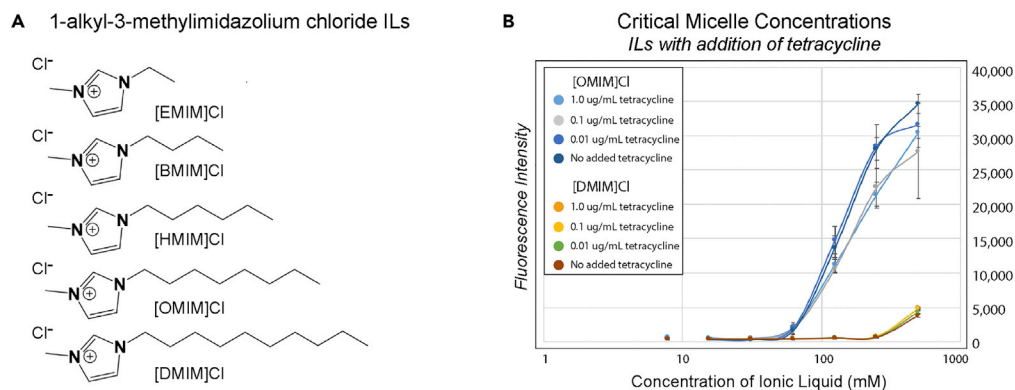 A 1-alkyl-3-methylimidazolium chloride ILs
Cl⁻
N
N
+
[EMIM]Cl
Cl⁻
N
N
+
[BMIM]Cl
Cl⁻
N
N
+
[HMIM]Cl
Cl⁻
N
N
+
[OMIM]Cl
Cl⁻
N
N
+
[DMIM]Cl
B Critical Micelle Concentrations
ILs with addition of tetracycline
[OMIM]Cl
1.0 ug/mL tetracycline
0.1 ug/mL tetracycline
0.01 ug/mL tetracycline
No added tetracycline
[DMIM]Cl
1.0 ug/mL tetracycline
0.1 ug/mL tetracycline
0.01 ug/mL tetracycline
No added tetracycline
Fluorescence Intensity
40,000
35,000
30,000
25,000
20,000
15,000
10,000
5,000
0
1 10 100 1000
Concentration of Ionic Liquid (mM)